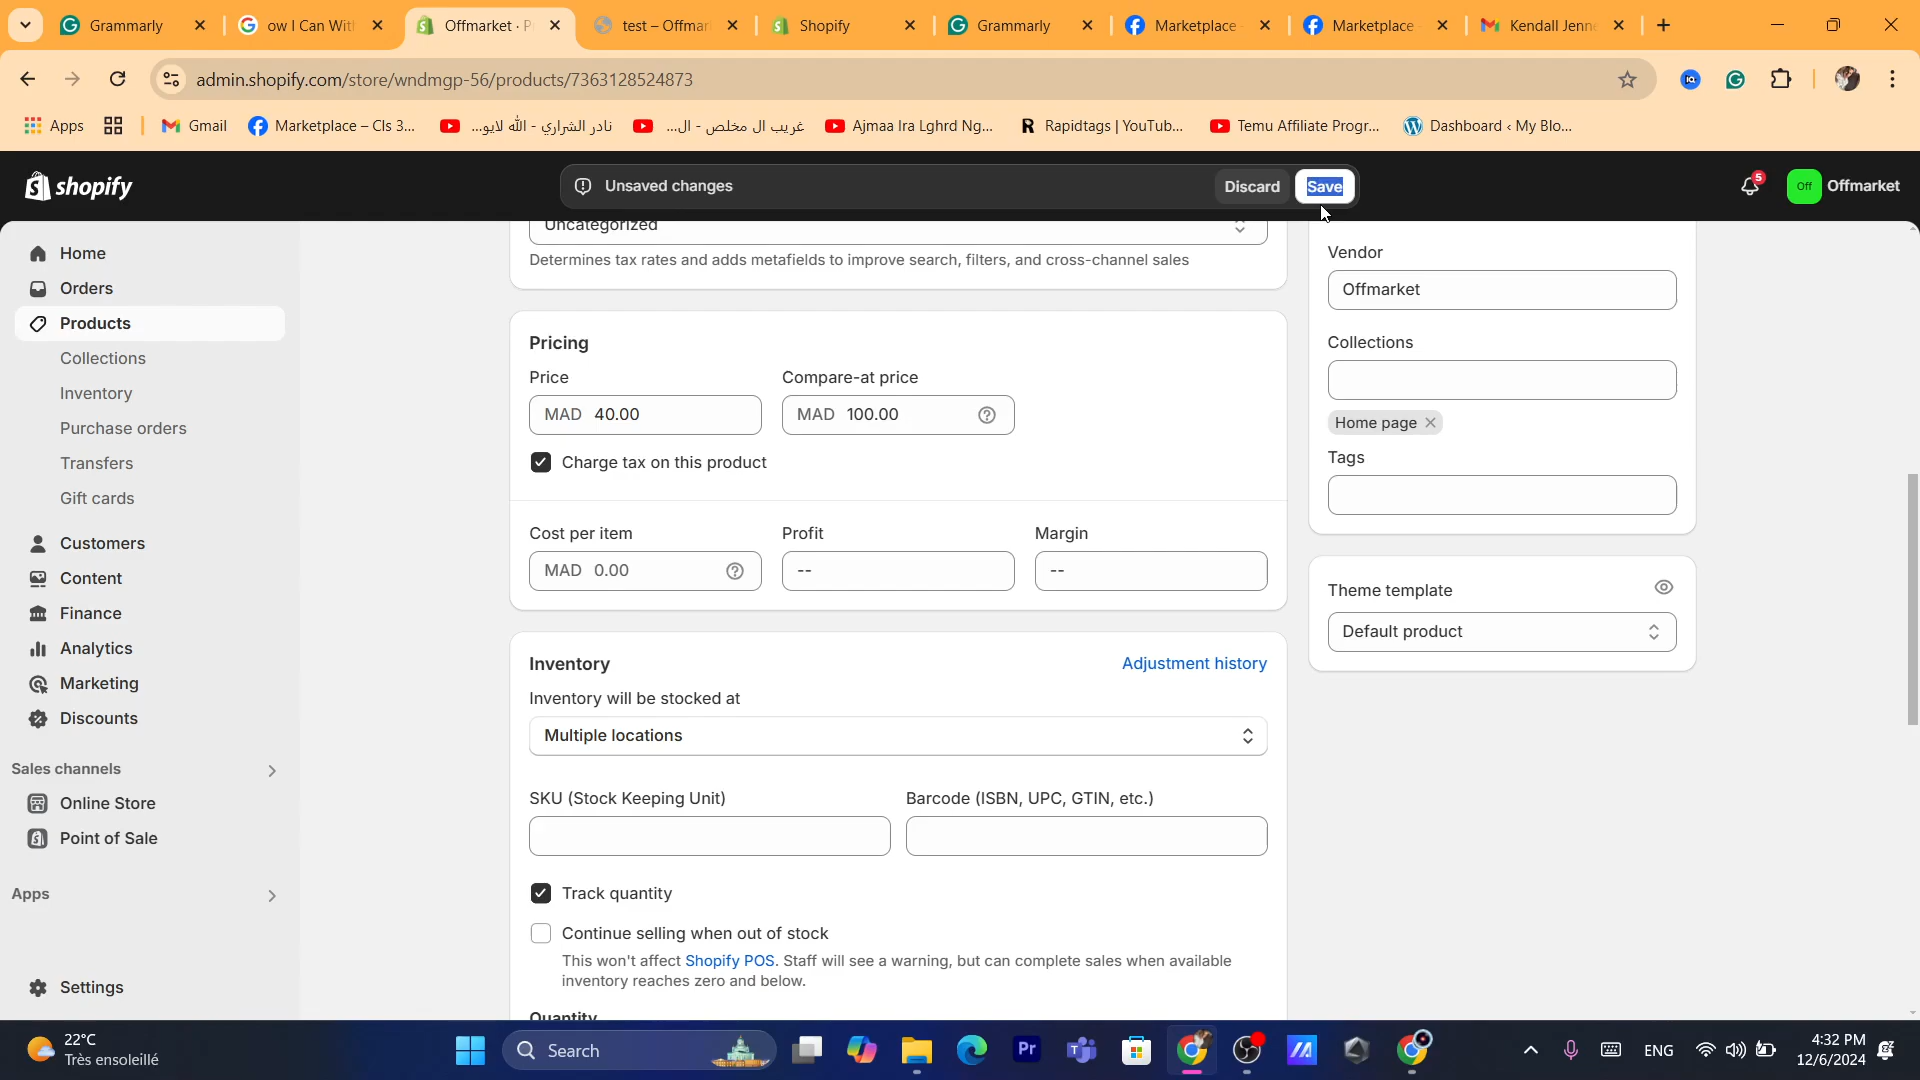 Grammarly
ow I Can Wit
Offmarket · P
test – Offmar
Shopify
Grammarly
Marketplace
Marketplace
Kendall Jenne
admin.shopify.com/store/wndmgp-56/products/7363128524873
Apps
Gmail
Marketplace – Cls 3...
نادر الشراري - الله لايو...
غريب ال مخلص - ال...
Ajmaa Ira Lghrd Ng...
Rapidtags | YouTub...
Temu Affiliate Progr...
Dashboard ‹ My Blo...
shopify
Unsaved changes
Discard
Save
5
Off
Offmarket
Home
Orders
Products
Collections
Inventory
Purchase orders
Transfers
Gift cards
Customers
Content
Finance
Analytics
Marketing
Discounts
Sales channels
Online Store
Point of Sale
Apps
Settings
Uncategorized
Determines tax rates and adds metafields to improve search, filters, and cross-channel sales
Pricing
Price
Compare-at price
MAD 40.00
MAD 100.00
Charge tax on this product
Cost per item
Profit
Margin
MAD 0.00
--
--
Inventory
Adjustment history
Inventory will be stocked at
Multiple locations
SKU (Stock Keeping Unit)
Barcode (ISBN, UPC, GTIN, etc.)
Track quantity
Continue selling when out of stock
This won't affect Shopify POS. Staff will see a warning, but can complete sales when available
inventory reaches zero and below.
Quantity
Vendor
Offmarket
Collections
Home page
Tags
Theme template
Default product
22°C
Très ensoleillé
Search
Pr
ENG
4:32 PM
12/6/2024